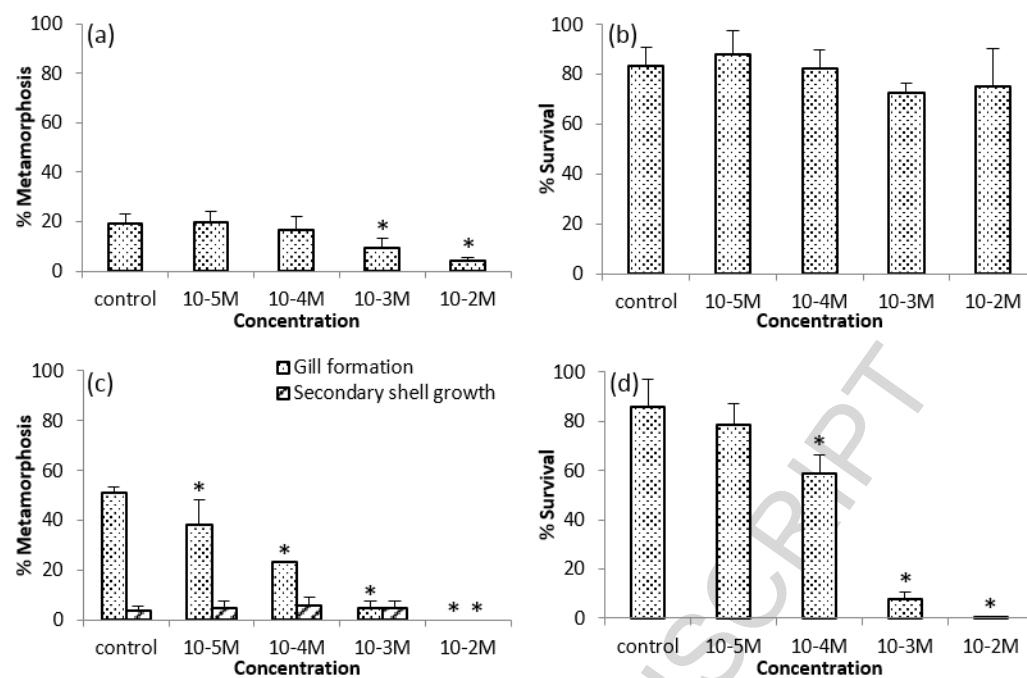 (a)
% Metamorphosis
100
80
60
40
20
0
* *
control 10-5M 10-4M 10-3M 10-2M
Concentration
(b)
% Survival
100
80
60
40
20
0
control 10-5M 10-4M 10-3M 10-2M
Concentration
(c)
Gill formation
Secondary shell growth
% Metamorphosis
100
80
60
40
20
0
* * * * *
control 10-5M 10-4M 10-3M 10-2M
Concentration
(d)
% Survival
100
80
60
40
20
0
* * *
control 10-5M 10-4M 10-3M 10-2M
Concentration
USCRIPT